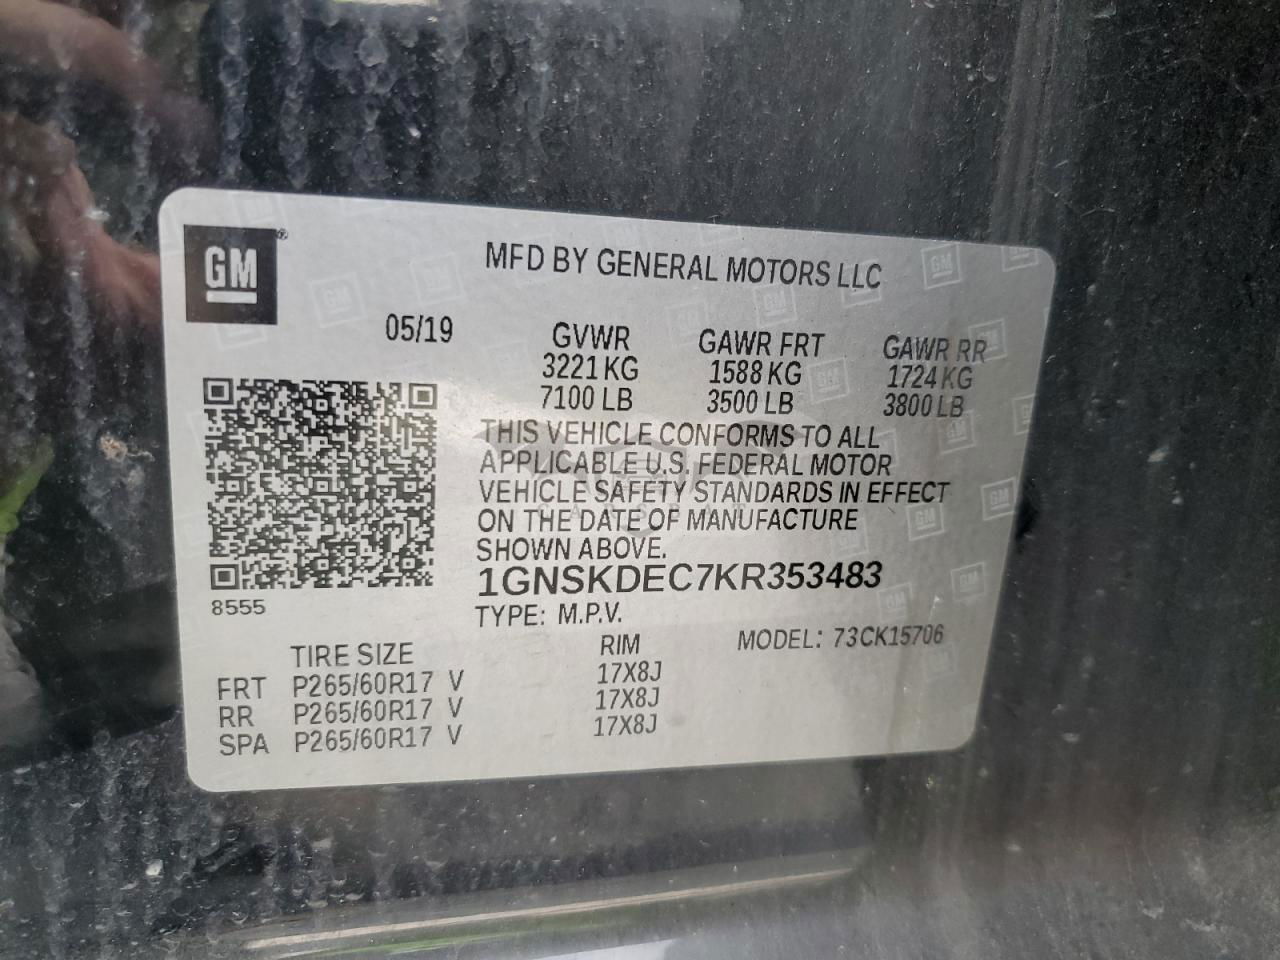 GM®
MFD BY GENERAL MOTORS LLC
05/19
GVWR GAWR FRT GAWR RR
3221 KG 1588 KG 1724 KG
7100 LB 3500 LB 3800 LB
THIS VEHICLE CONFORMS TO ALL
APPLICABLE U.S. FEDERAL MOTOR
VEHICLE SAFETY STANDARDS IN EFFECT
ON THE DATE OF MANUFACTURE
SHOWN ABOVE.
1GNSKDEC7KR353483
8555
TYPE: M.P.V.
TIRE SIZE RIM MODEL: 73CK15706
FRT P265/60R17 V 17X8J
RR P265/60R17 V 17X8J
SPA P265/60R17 V 17X8J